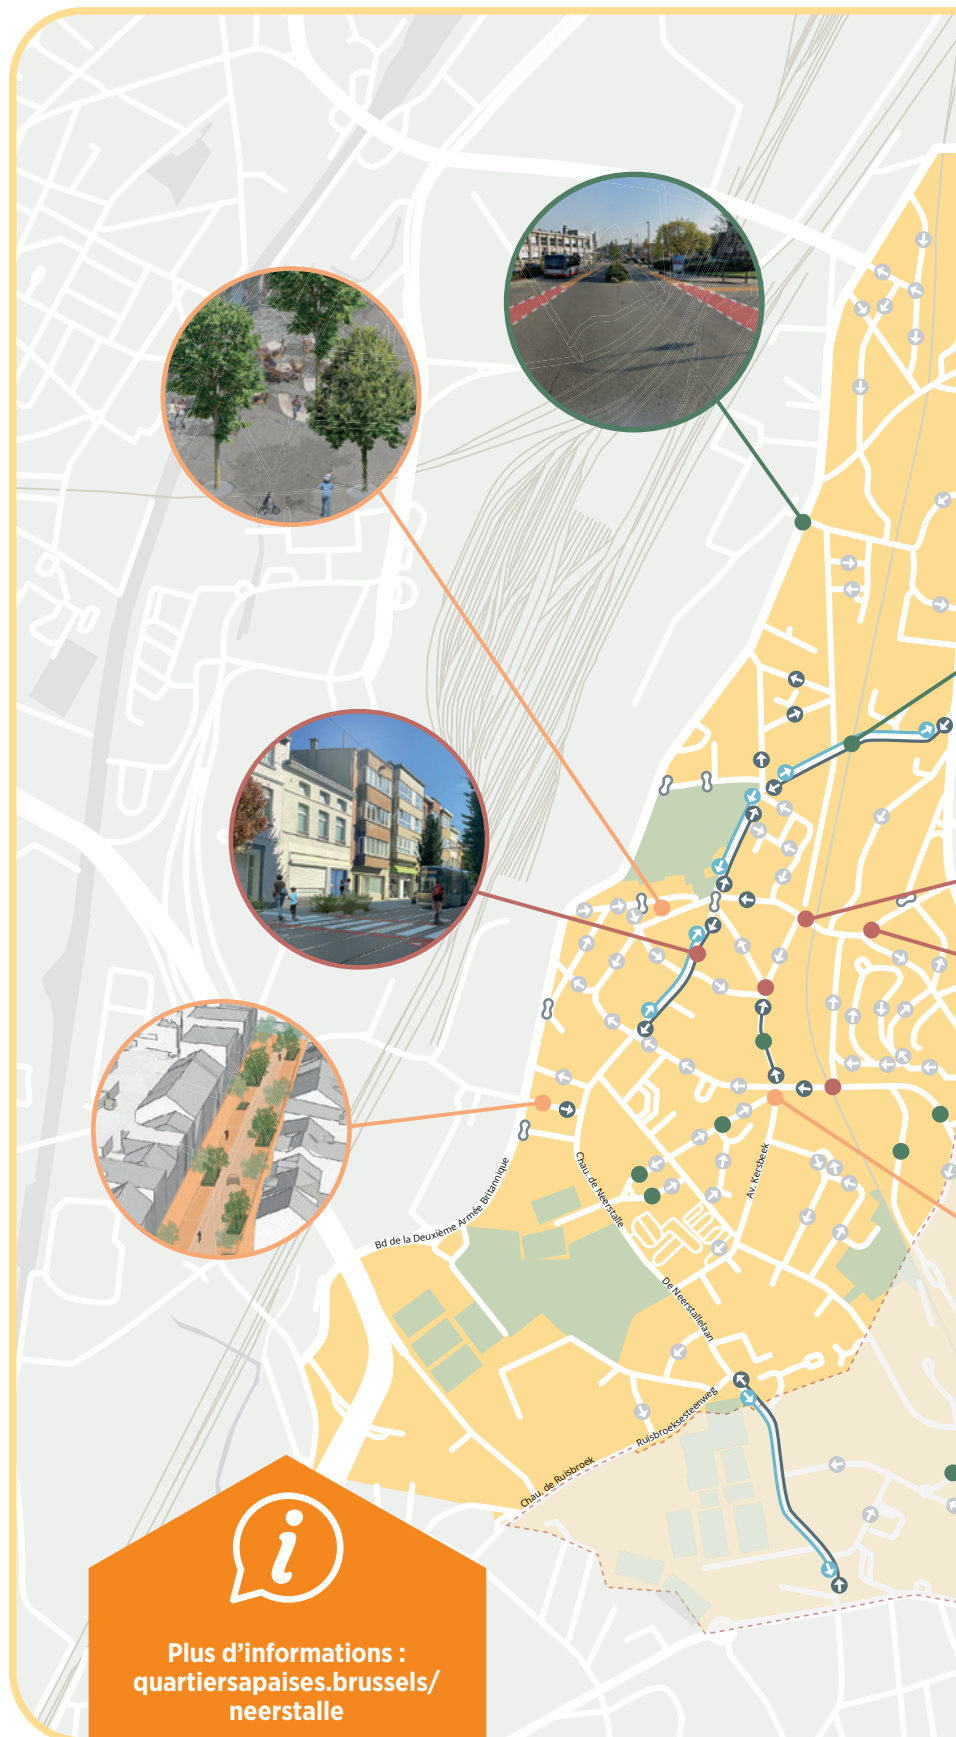 Av. Kersbeek
Chau. de Neerstalle
Bd de la Deuxième Armée Britannique
De Neerstallelaan
Ruisbroeksesteenweg
Chau. de Ruisbroek
Plus d'informations :
quartiersapaises.brussels/
neerstalle